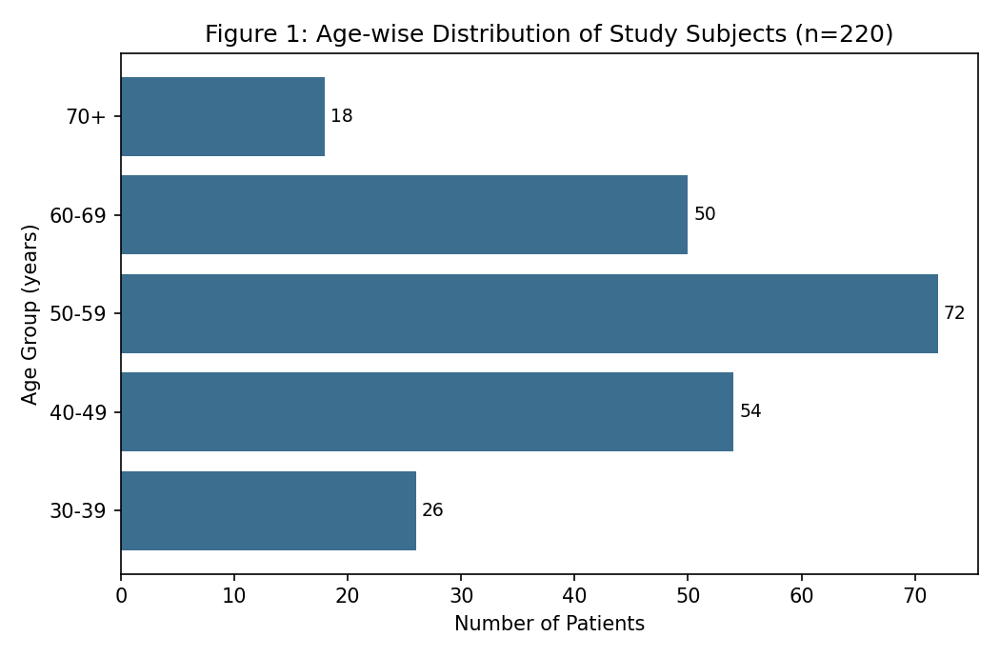 Figure 1: Age-wise Distribution of Study Subjects (n=220)
Age Group (years)
70+ 18
60-69 50
50-59 72
40-49 54
30-39 26
0 10 20 30 40 50 60 70
Number of Patients